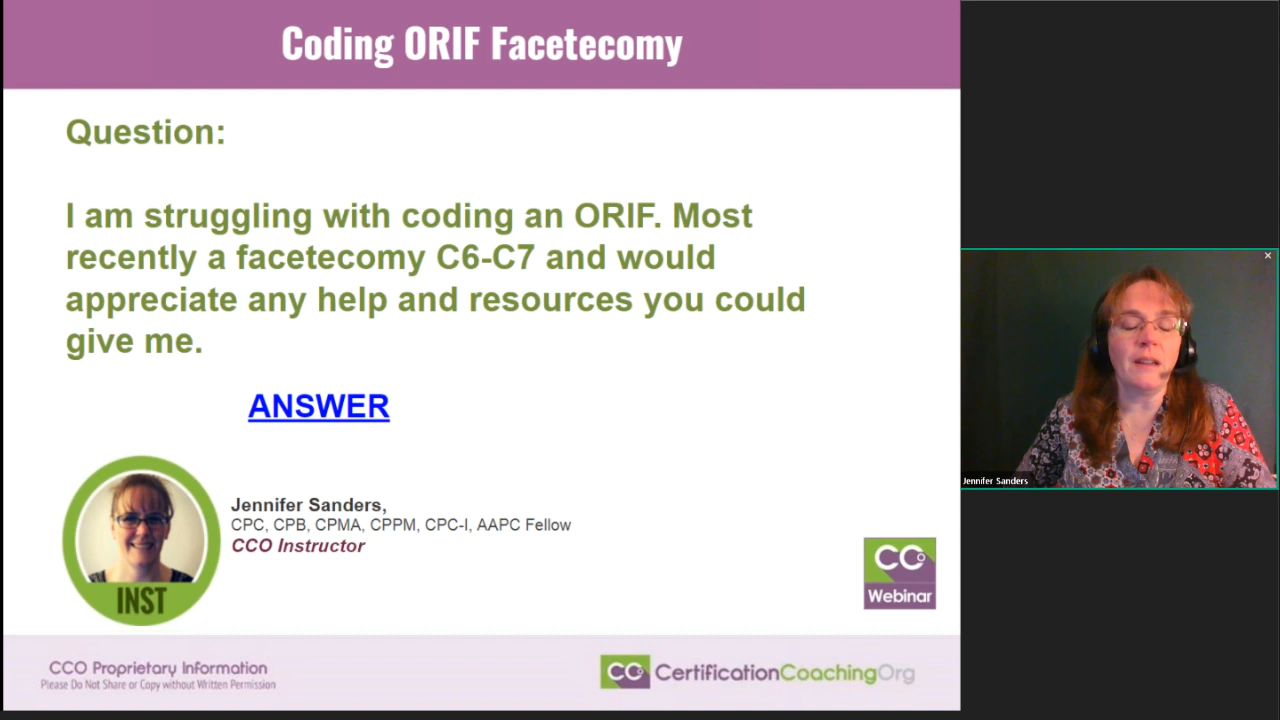 Coding ORIF Facetecomy
Question:
I am struggling with coding an ORIF. Most
recently a facetecomy C6-C7 and would
appreciate any help and resources you could
give me.
ANSWER
INST
Jennifer Sanders,
CPC, CPB, CPMA, CPPM, CPC-I, AAPC Fellow
CCO Instructor
CCO
Webinar
CCO Proprietary Information
Please Do Not Share or Copy without Written Permission
CCO CertificationCoachingOrg
Jennifer Sanders